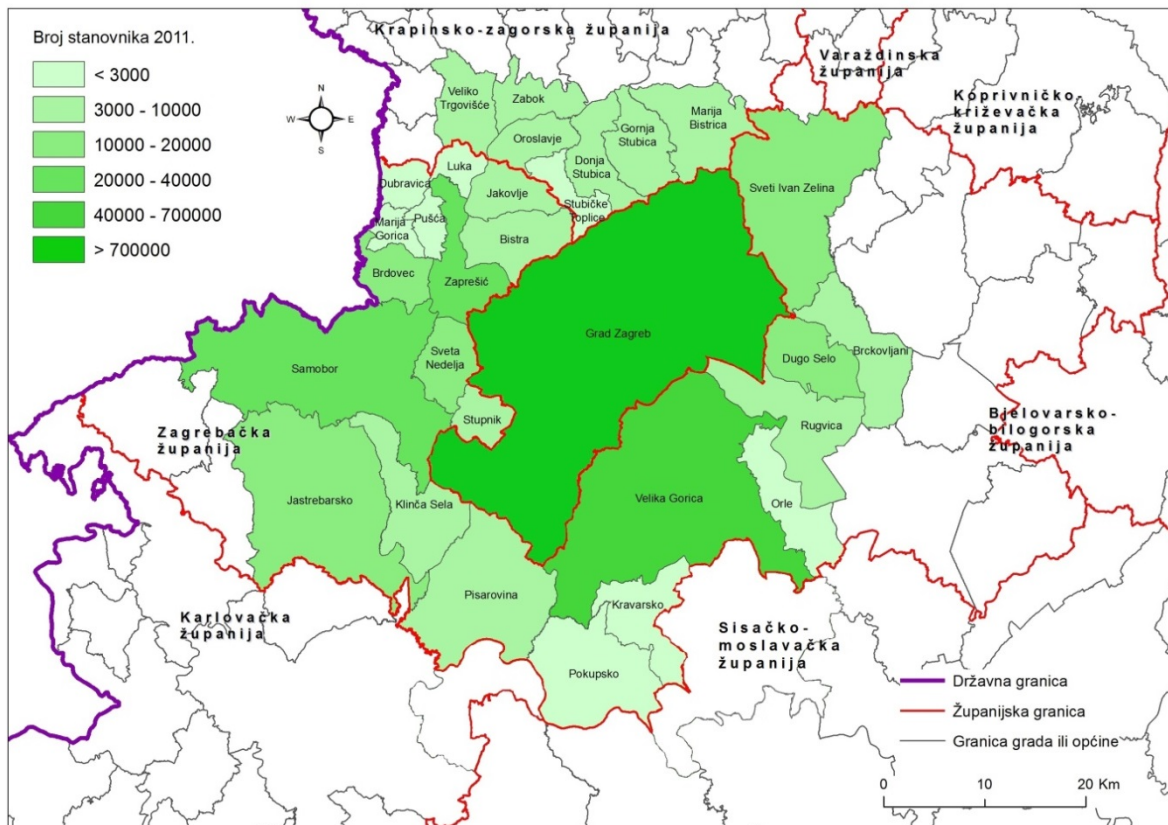 Broj stanovnika 2011.
< 3000
3000 - 10000
10000 - 20000
20000 - 40000
40000 - 700000
> 700000
N
W E
S
Krapinsko-zagorska županija
Varaždinska
županija
Koprivničko
križevačka
županija
Veliko
Trgovišće
Zabok
Marija
Bistrica
Oroslavje
Gornja
Stubica
Donja
Stubica
Luka
Dubravica
Jakovlje
Stubičke
Toplice
Sveti Ivan Zelina
Marija
Gorica
Pušća
Bistra
Brdovec
Zaprešić
Grad Zagreb
Samobor
Sveta
Nedelja
Dugo Selo
Brckovljani
Stupnik
Rugvica
Bjelovarsko-
bilogorska
županija
Zagrebačka
županija
Jastrebarsko
Klinča Sela
Velika Gorica
Orle
Pisarovina
Kravarsko
Karlovačka
županija
Sisačko-
moslavačka
županija
Pokupsko
Državna granica
Županijska granica
Granica grada ili općine
0 10 20 Km